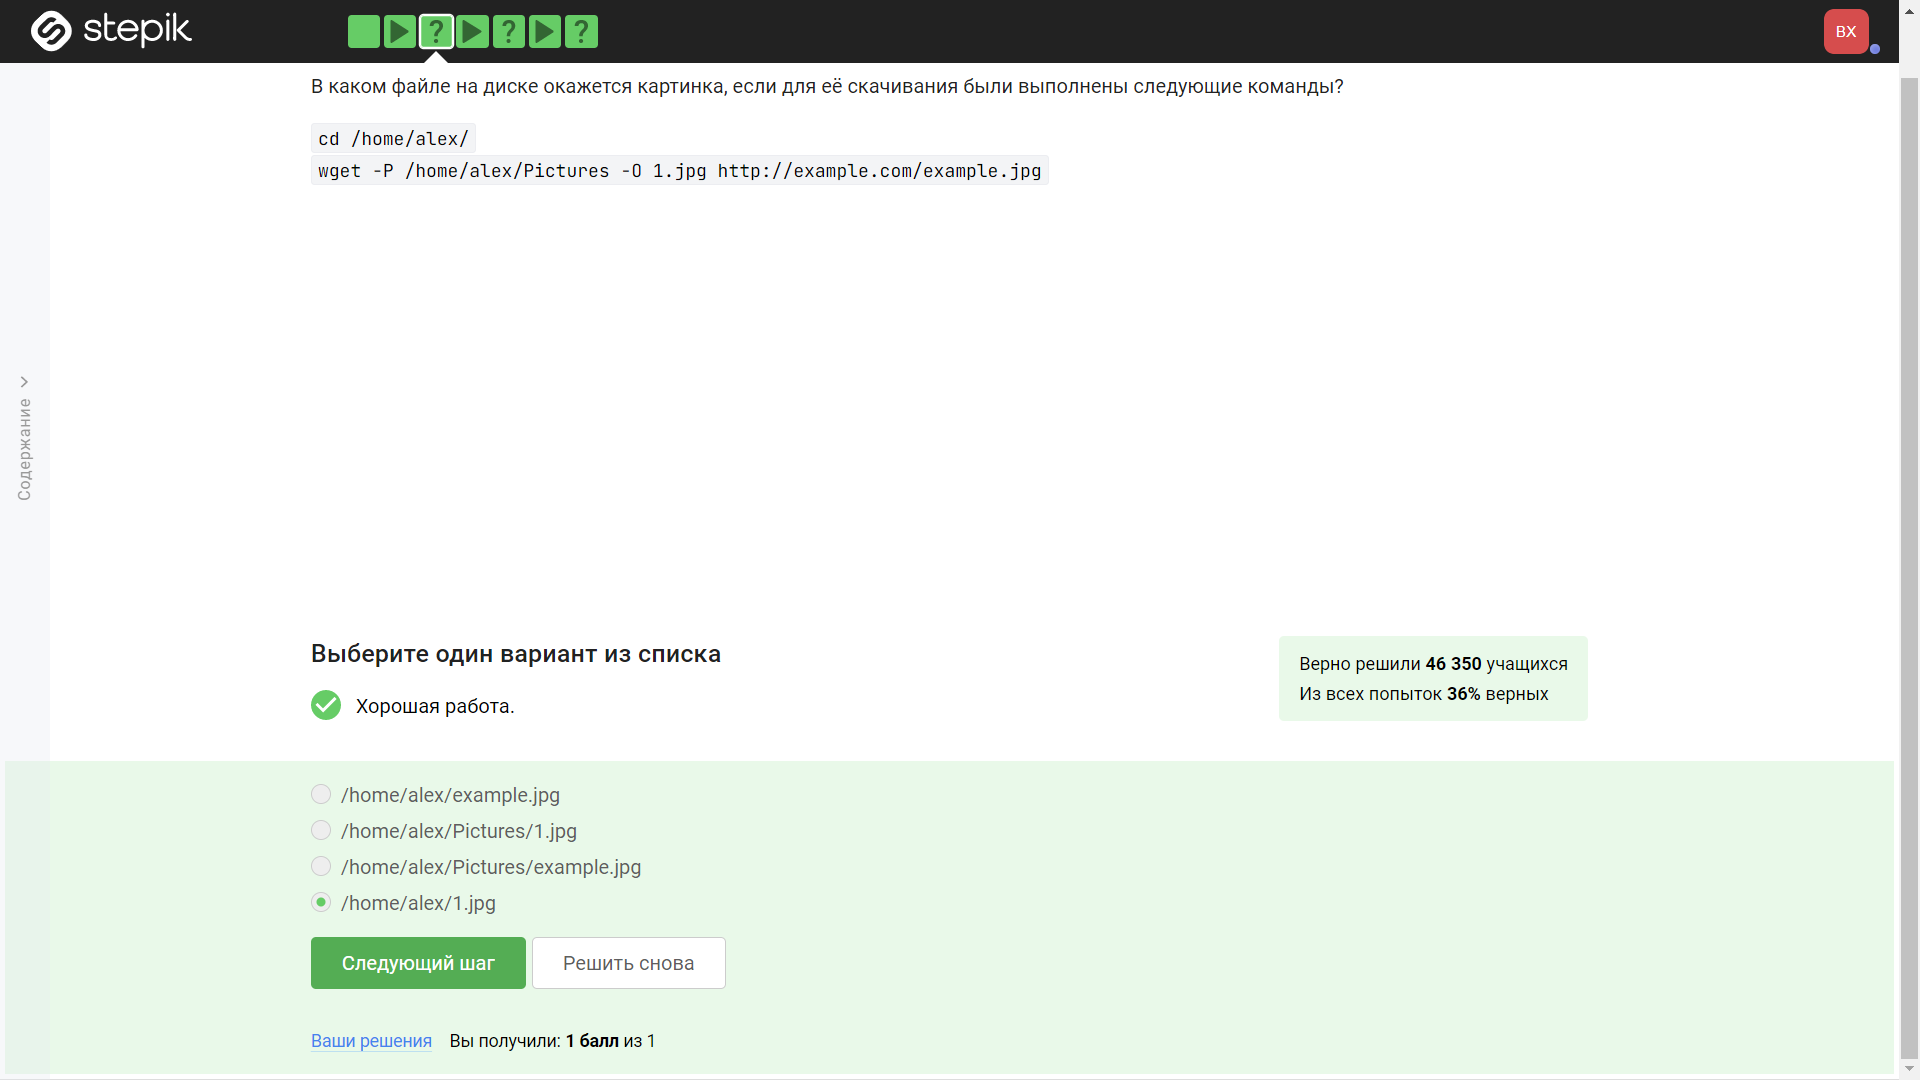 stepik
? ? ?
BX
В каком файле на диске окажется картинка, если для её скачивания были выполнены следующие команды?
cd /home/alex/
wget -P /home/alex/Pictures -O 1.jpg http://example.com/example.jpg
Содержание
Выберите один вариант из списка
Хорошая работа.
Верно решили 46 350 учащихся
Из всех попыток 36% верных
/home/alex/example.jpg
/home/alex/Pictures/1.jpg
/home/alex/Pictures/example.jpg
/home/alex/1.jpg
Следующий шаг
Решить снова
Ваши решения Вы получили: 1 балл из 1